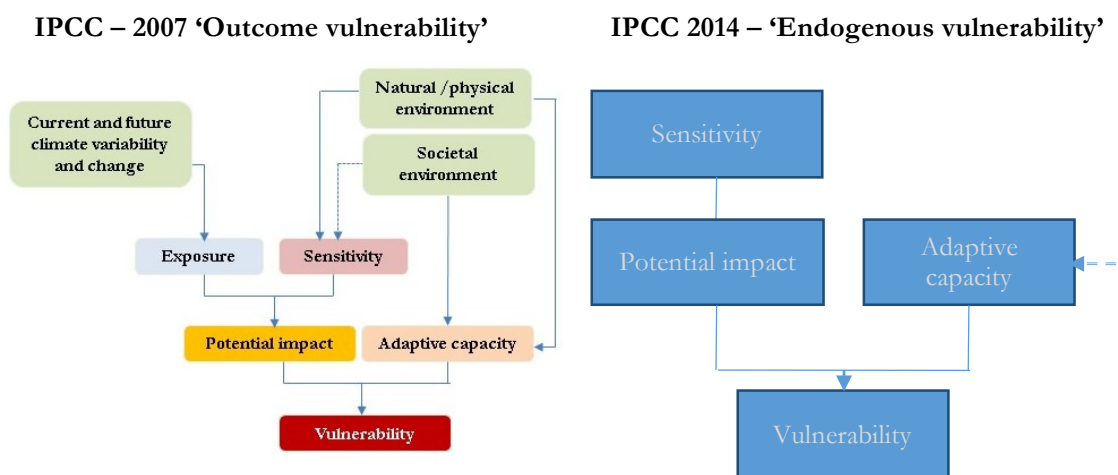 IPCC – 2007 ‘Outcome vulnerability’
Current and future
climate variability
and change
Natural /physical
environment
Societal
environment
Exposure
Sensitivity
Potential impact
Adaptive capacity
Vulnerability
IPCC 2014 – ‘Endogenous vulnerability’
Sensitivity
Potential impact
Adaptive
capacity
Vulnerability